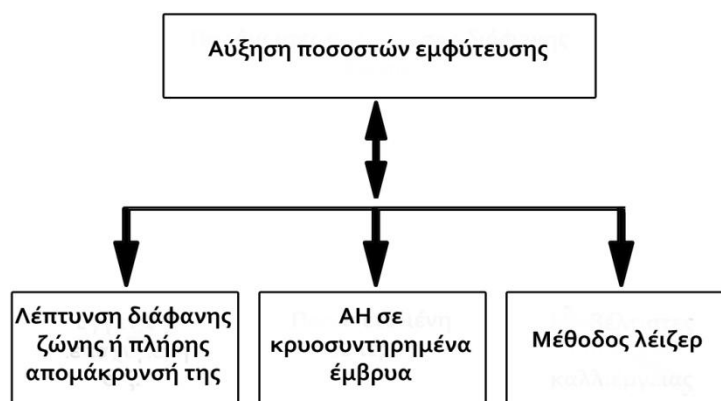 Αύξηση ποσοστών εμφύτευσης
Λέπτυνση διάφανης
ζώνης ή πλήρης
απομάκρυνσή της
ΑΗ σε
κρυοσυντηρημένα
έμβρυα
Μέθοδος λέιζερ